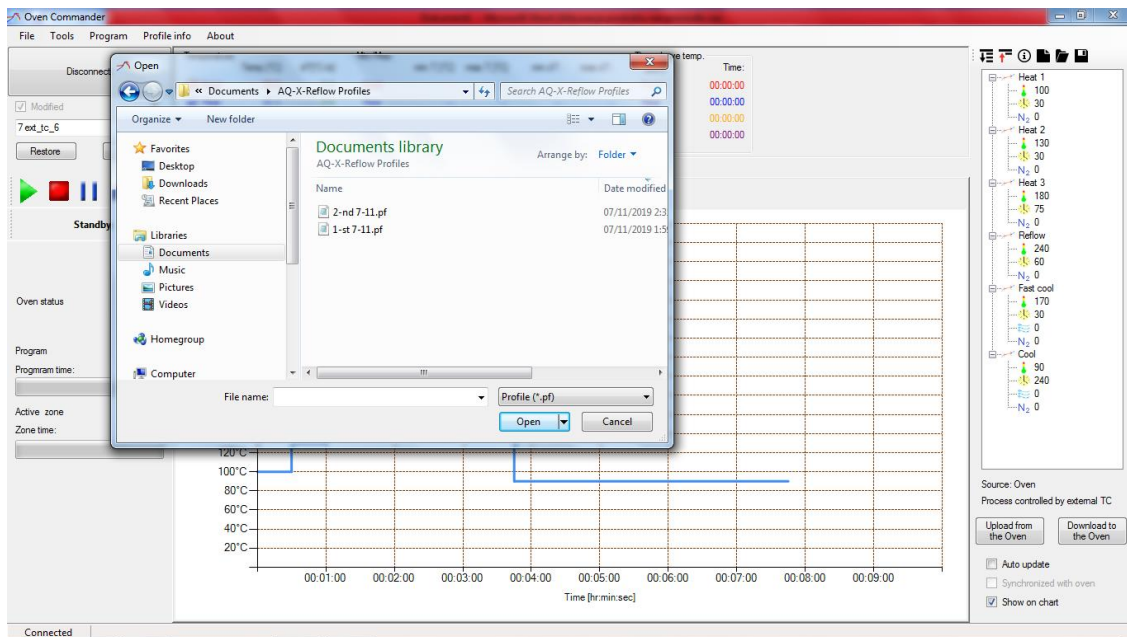 Oven Commander
File Tools Program Profile info About
Disconnect
Modified
7 ext_tc_6
Restore
Standby
Oven status
Program
Progmram time:
Active zone
Zone time:
Time:
00:00:00
00:00:00
00:00:00
00:00:00
Open
« Documents AQ-X-Reflow Profiles
Search AQ-X-Reflow Profiles
Organize New folder
Favorites
Desktop
Downloads
Recent Places
Libraries
Documents
Music
Pictures
Videos
Homegroup
Computer
Documents library
AQ-X-Reflow Profiles
Arrange by: Folder
Name Date modified
2-nd 7-11.pf 07/11/2019 2:3
1-st 7-11.pf 07/11/2019 1:5
File name:
Profile (*.pf)
Open Cancel
120°C
100°C
80°C
60°C
40°C
20°C
00:01:00 00:02:00 00:03:00 00:04:00 00:05:00 00:06:00 00:07:00 00:08:00 00:09:00
Time [hr:min:sec]
Heat 1
100
30
N₂ 0
Heat 2
130
30
N₂ 0
Heat 3
180
75
N₂ 0
Reflow
240
60
N₂ 0
Fast cool
170
30
0
N₂ 0
Cool
90
240
0
N₂ 0
Source: Oven
Process controlled by external TC
Upload from the Oven
Download to the Oven
Auto update
Synchronized with oven
Show on chart
Connected